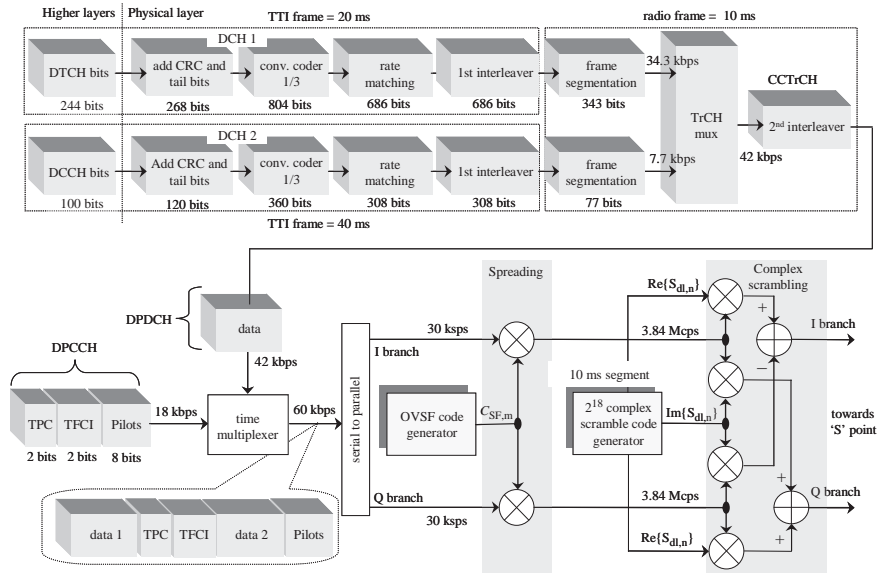 Higher layers
Physical layer
TTI frame = 20 ms
radio frame = 10 ms
DCH 1
DTCH bits
add CRC and
tail bits
conv. coder
1/3
rate
matching
1st interleaver
frame
segmentation
34.3 kbps
244 bits
268 bits
804 bits
686 bits
686 bits
343 bits
TrCH
mux
CCTrCH
2nd interleaver
42 kbps
DCH 2
DCCH bits
Add CRC and
tail bits
conv. coder
1/3
rate
matching
1st interleaver
frame
segmentation
7.7 kbps
100 bits
120 bits
360 bits
308 bits
308 bits
77 bits
TTI frame = 40 ms
Spreading
Complex
scrambling
DPDCH
data
42 kbps
DPCCH
TPC
TFCI
Pilots
2 bits
2 bits
8 bits
18 kbps
time
multiplexer
60 kbps
serial to parallel
30 ksps
I branch
OVSF code
generator
CSF,m
Q branch
30 ksps
Re{Sdl,n}
3.84 Mcps
10 ms segment
2^18 complex
scramble code
generator
Im{Sdl,n}
3.84 Mcps
Re{Sdl,n}
+
−
I branch
towards
‘S’ point
+
Q branch
+
data 1
TPC
TFCI
data 2
Pilots